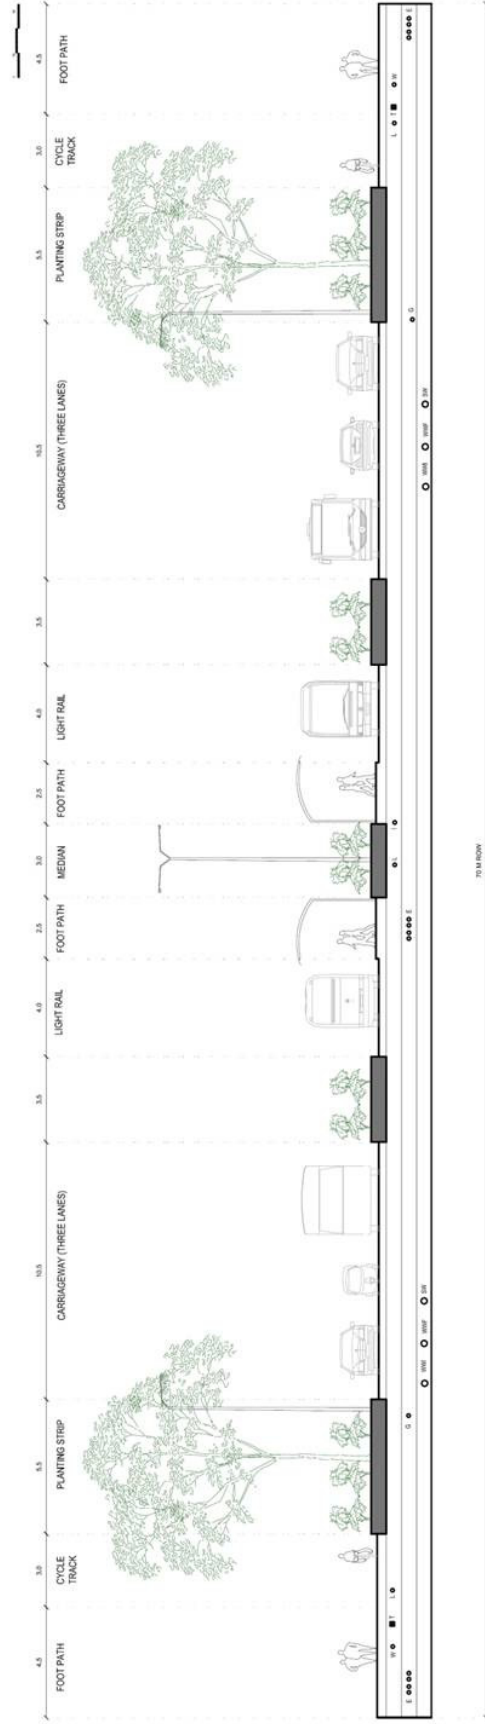 4.5
3.0
5.5
10.5
3.5
4.0
2.5
3.0
2.5
4.0
3.5
10.5
5.5
3.0
4.5
FOOT PATH
CYCLE
TRACK
PLANTING STRIP
CARRIAGEWAY (THREE LANES)
LIGHT RAIL
FOOT PATH
MEDIAN
FOOT PATH
LIGHT RAIL
CARRIAGEWAY (THREE LANES)
PLANTING STRIP
CYCLE
TRACK
FOOT PATH
W T L
L I
L T W
E
G
E
G
E
SW
SW
70 M ROW